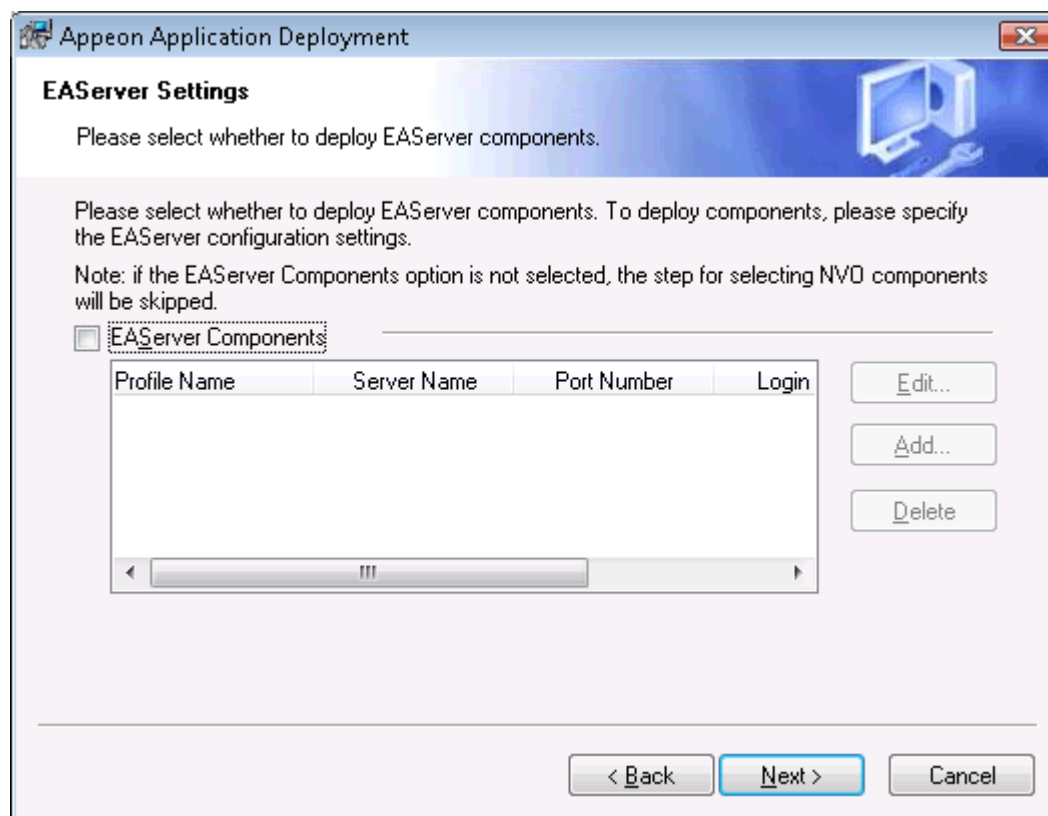 Appeon Application Deployment
EAServer Settings
Please select whether to deploy EAServer components.
Please select whether to deploy EAServer components. To deploy components, please specify
the EAServer configuration settings.
Note: if the EAServer Components option is not selected, the step for selecting NVO components
will be skipped.
EAServer Components
Profile Name Server Name Port Number Login
Edit...
Add...
Delete
< Back Next > Cancel